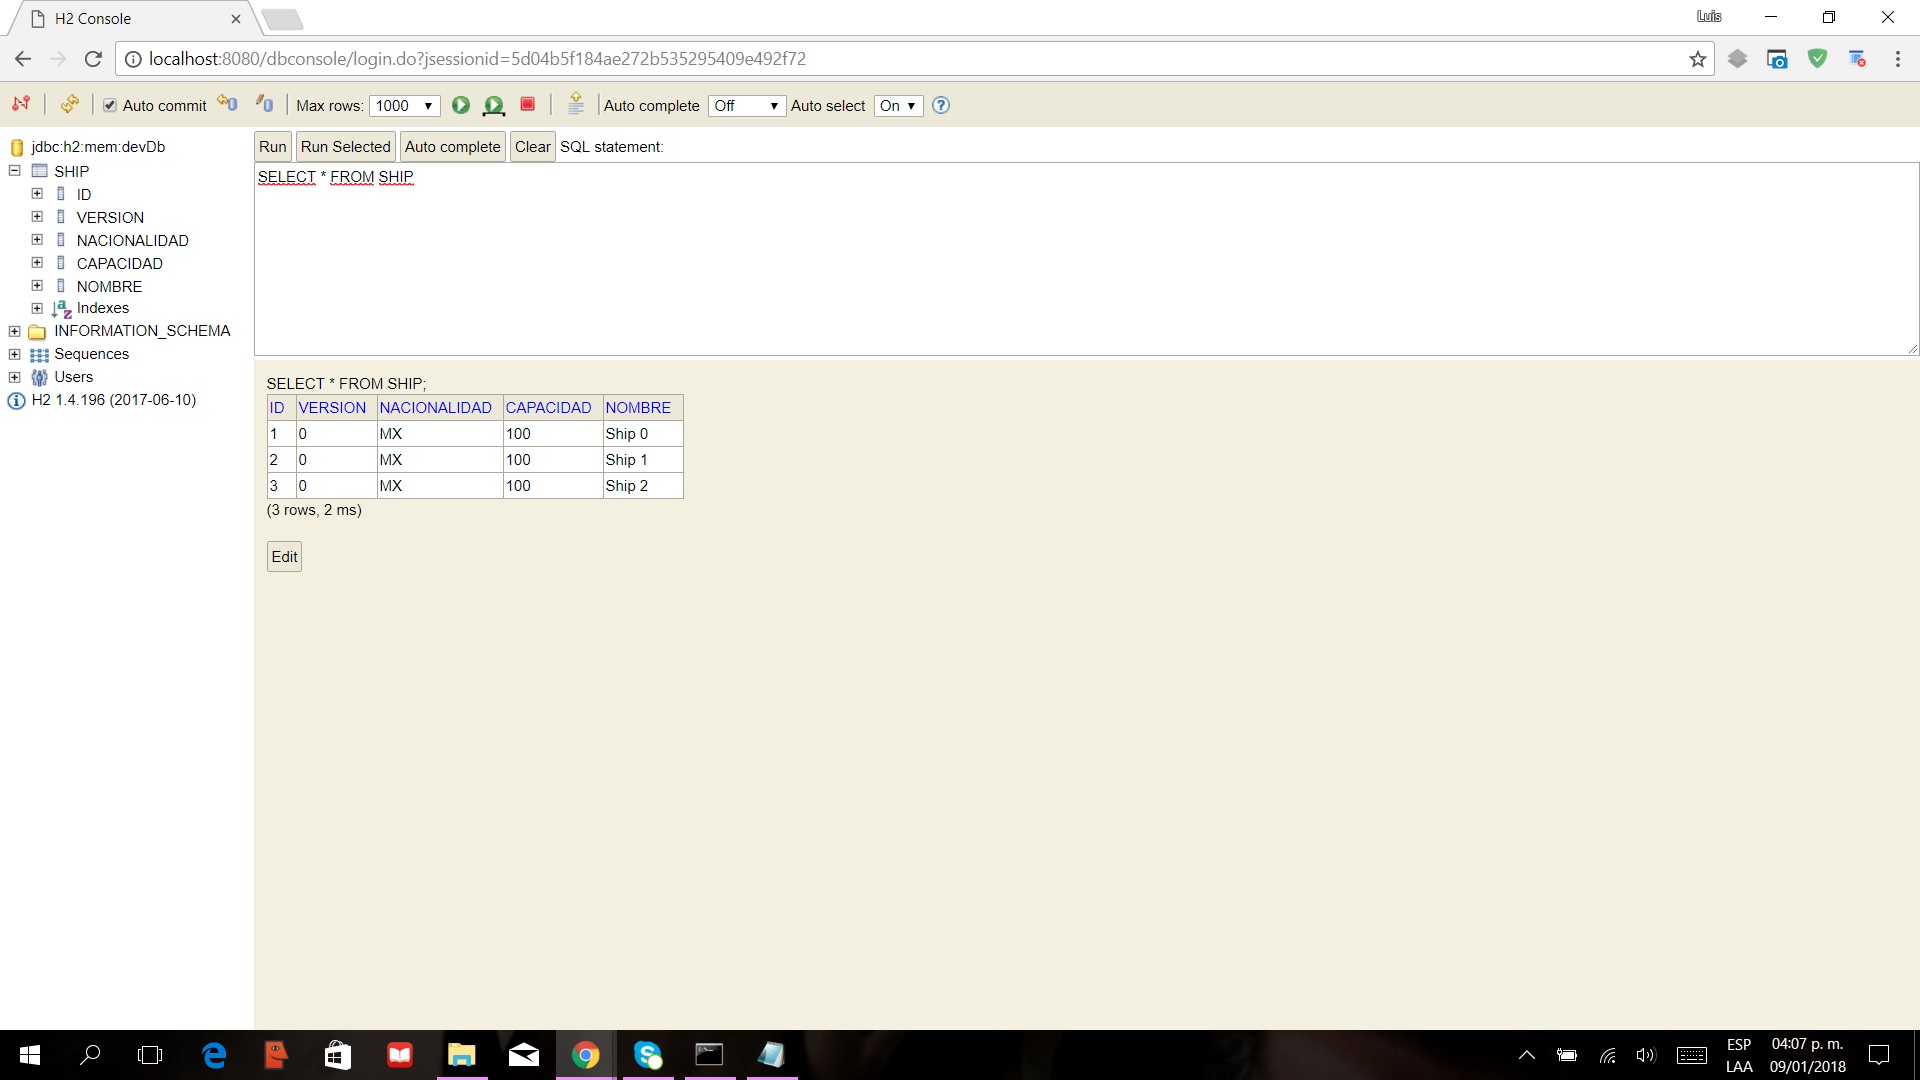 H2 Console
Luis
localhost:8080/dbconsole/login.do?jsessionid=5d04b5f184ae272b535295409e492f72
Auto commit Max rows: 1000 Auto complete Off Auto select On
jdbc:h2:mem:devDb
SHIP
ID
VERSION
NACIONALIDAD
CAPACIDAD
NOMBRE
Indexes
INFORMATION_SCHEMA
Sequences
Users
H2 1.4.196 (2017-06-10)
Run Run Selected Auto complete Clear SQL statement:
SELECT * FROM SHIP
SELECT * FROM SHIP;
ID VERSION NACIONALIDAD CAPACIDAD NOMBRE
1 0 MX 100 Ship 0
2 0 MX 100 Ship 1
3 0 MX 100 Ship 2
(3 rows, 2 ms)
Edit
ESP 04:07 p. m.
LAA 09/01/2018